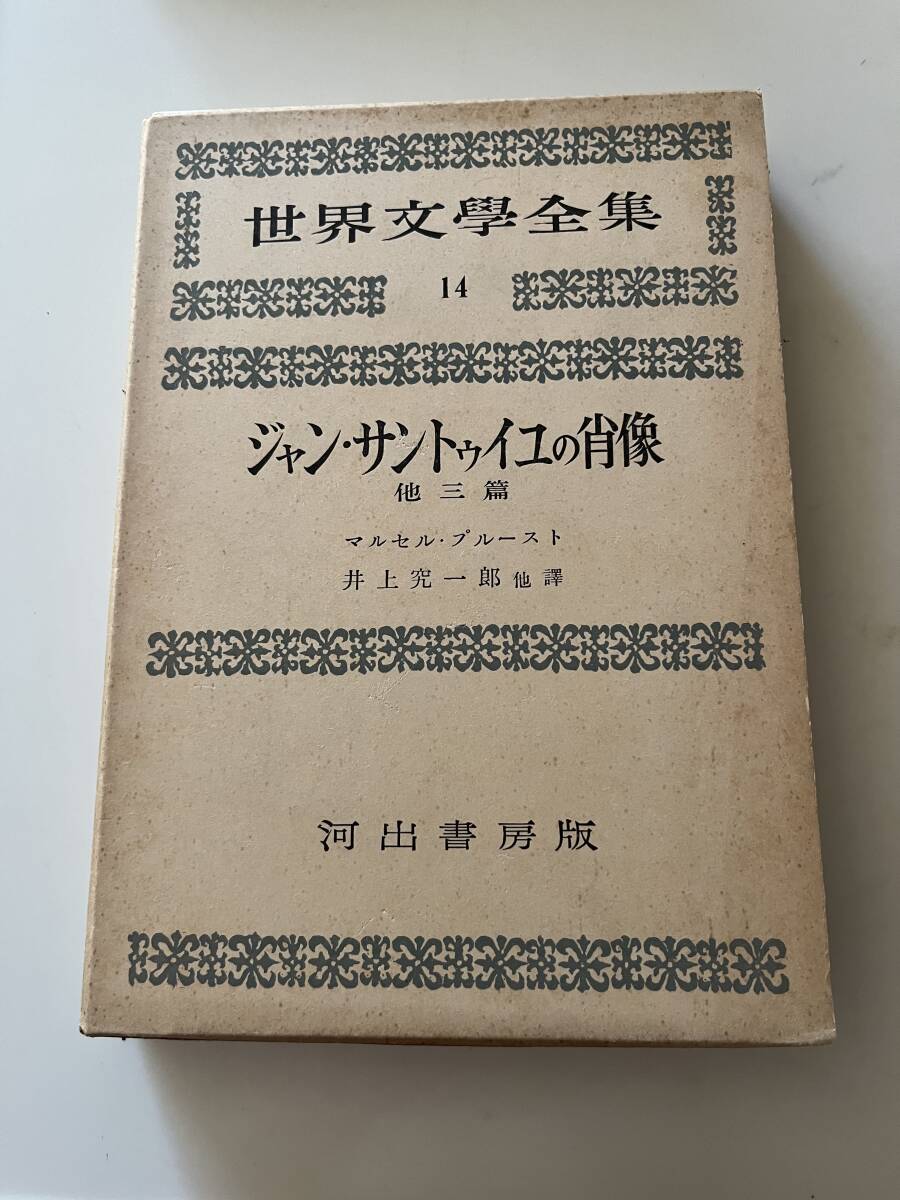 世界文學全集
14
ジャン・サントゥイユの肖像
他三篇
マルセル・プルースト
井上究一郎 他譯
河出書房版